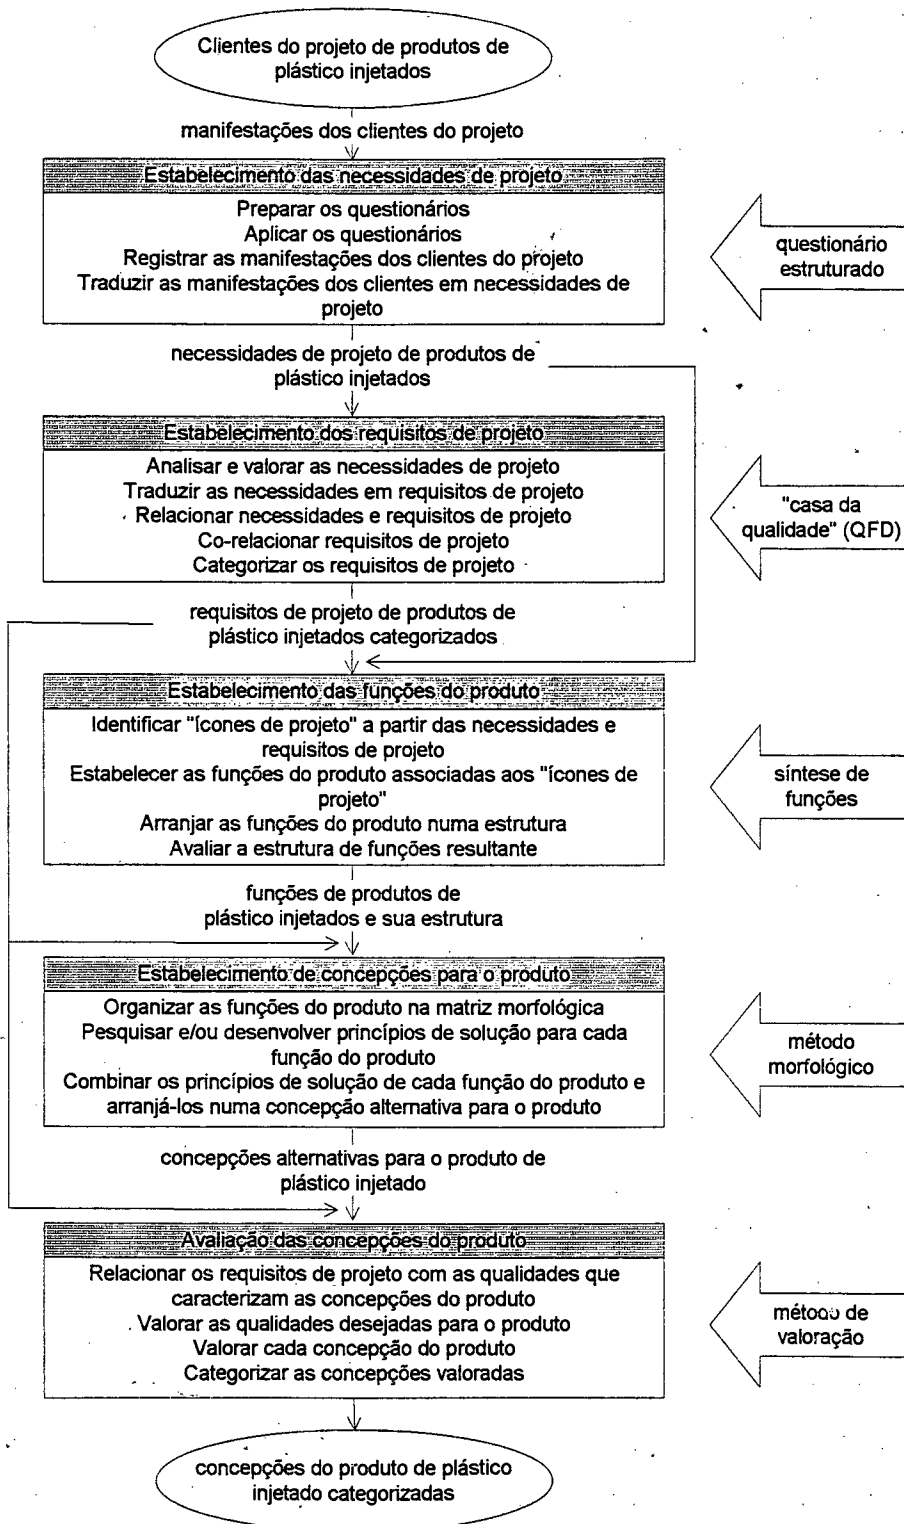 Clientes do projeto de produtos de
plástico injetados
manifestações dos clientes do projeto
Estabelecimento das necessidades de projeto
Preparar os questionários
Aplicar os questionários
Registrar as manifestações dos clientes do projeto
Traduzir as manifestações dos clientes em necessidades de
projeto
questionário
estruturado
necessidades de projeto de produtos de
plástico injetados
Estabelecimento dos requisitos de projeto
Analisar e valorar as necessidades de projeto
Traduzir as necessidades em requisitos de projeto
Relacionar necessidades e requisitos de projeto
Co-relacionar requisitos de projeto
Categorizar os requisitos de projeto
"casa da
qualidade" (QFD)
requisitos de projeto de produtos de
plástico injetados categorizados
Estabelecimento das funções do produto
Identificar "ícones de projeto" a partir das necessidades e
requisitos de projeto
Estabelecer as funções do produto associadas aos "ícones de
projeto"
Arranjar as funções do produto numa estrutura
Avaliar a estrutura de funções resultante
síntese de
funções
funções de produtos de
plástico injetados e sua estrutura
Estabelecimento de concepções para o produto
Organizar as funções do produto na matriz morfológica
Pesquisar e/ou desenvolver princípios de solução para cada
função do produto
Combinar os princípios de solução de cada função do produto e
arranjá-los numa concepção alternativa para o produto
método
morfológico
concepções alternativas para o produto de
plástico injetado
Avaliação das concepções do produto
Relacionar os requisitos de projeto com as qualidades que
caracterizam as concepções do produto
Valorar as qualidades desejadas para o produto
Valorar cada concepção do produto
Categorizar as concepções valoradas
método de
valoração
concepções do produto de plástico
injetado categorizadas